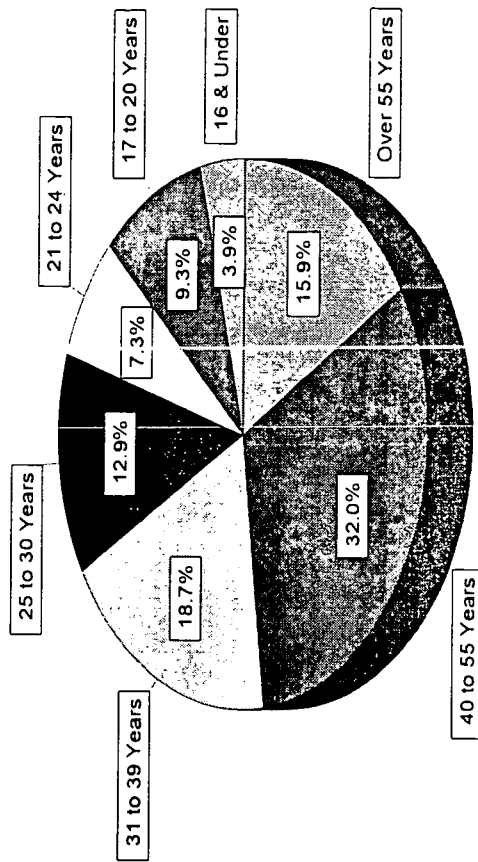 16 & Under
3.9%
17 to 20 Years
9.3%
21 to 24 Years
7.3%
25 to 30 Years
12.9%
31 to 39 Years
18.7%
40 to 55 Years
32.0%
Over 55 Years
15.9%